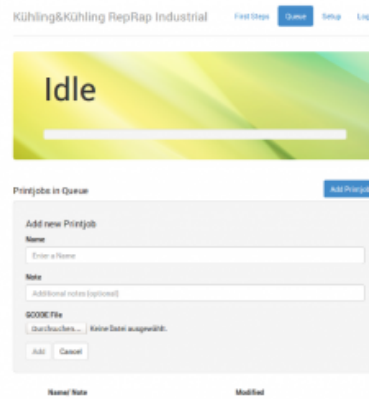 Kühling&Kühling RepRap Industrial
First Steps Queue Setup
Idle
Printjobs in Queue
Add Printjob
Add new Printjob
Name
Enter a Name
Note
Additional notes (optional)
GCODE File
Durchsuchen... Keine Datei ausgewählt.
Add Cancel
Name/ Note Modified